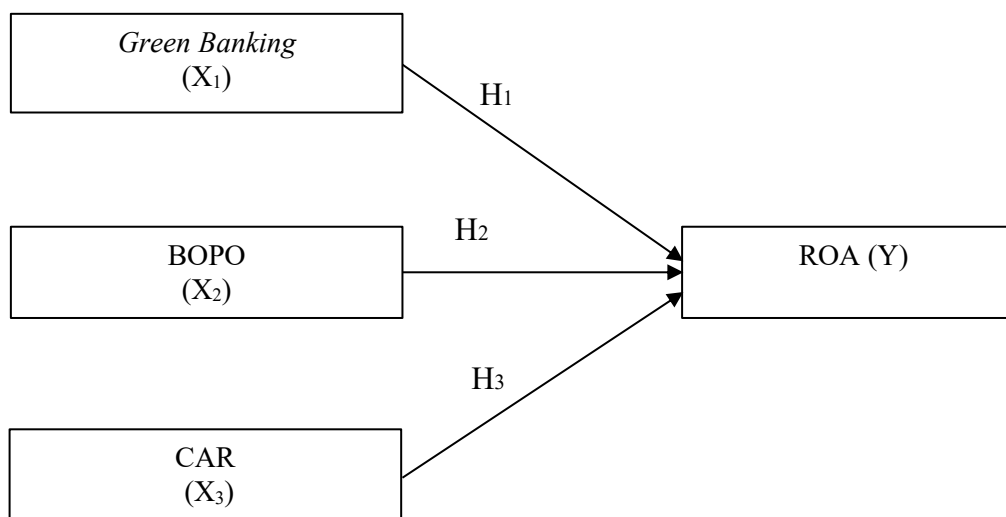 Green Banking
(X₁)
H₁
BOPO
(X₂)
H₂
ROA (Y)
H₃
CAR
(X₃)